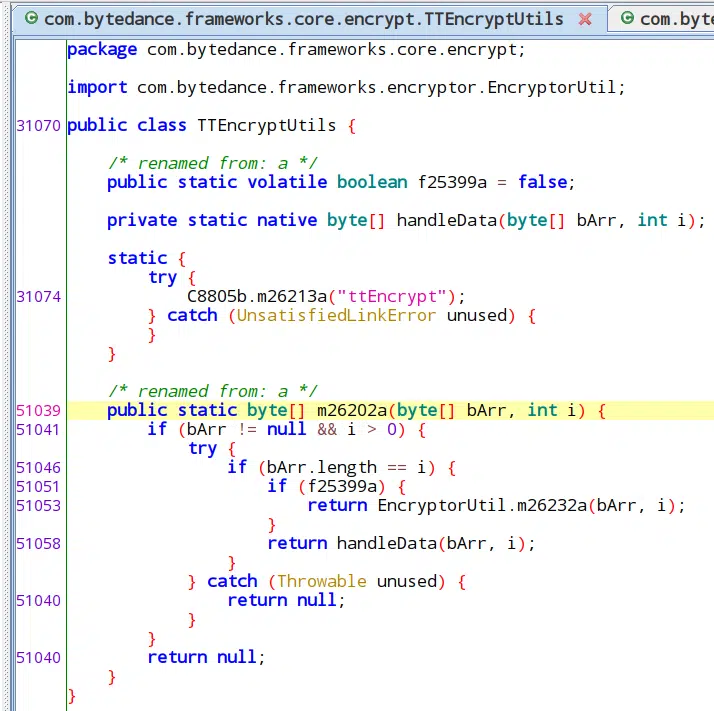 com.bytedance.frameworks.core.encrypt.TTEncryptUtils com.byt
package com.bytedance.frameworks.core.encrypt;
import com.bytedance.frameworks.encryptor.EncryptorUtil;
31070 public class TTEncryptUtils {
/* renamed from: a */
public static volatile boolean f25399a = false;
private static native byte[] handleData(byte[] bArr, int i);
static {
try {
31074 C8805b.m26213a("ttEncrypt");
} catch (UnsatisfiedLinkError unused) {
}
}
/* renamed from: a */
51039 public static byte[] m26202a(byte[] bArr, int i) {
51041 if (bArr != null && i > 0) {
try {
51046 if (bArr.length == i) {
51051 if (f25399a) {
51053 return EncryptorUtil.m26232a(bArr, i);
}
51058 return handleData(bArr, i);
}
} catch (Throwable unused) {
51040 return null;
}
}
51040 return null;
}
}